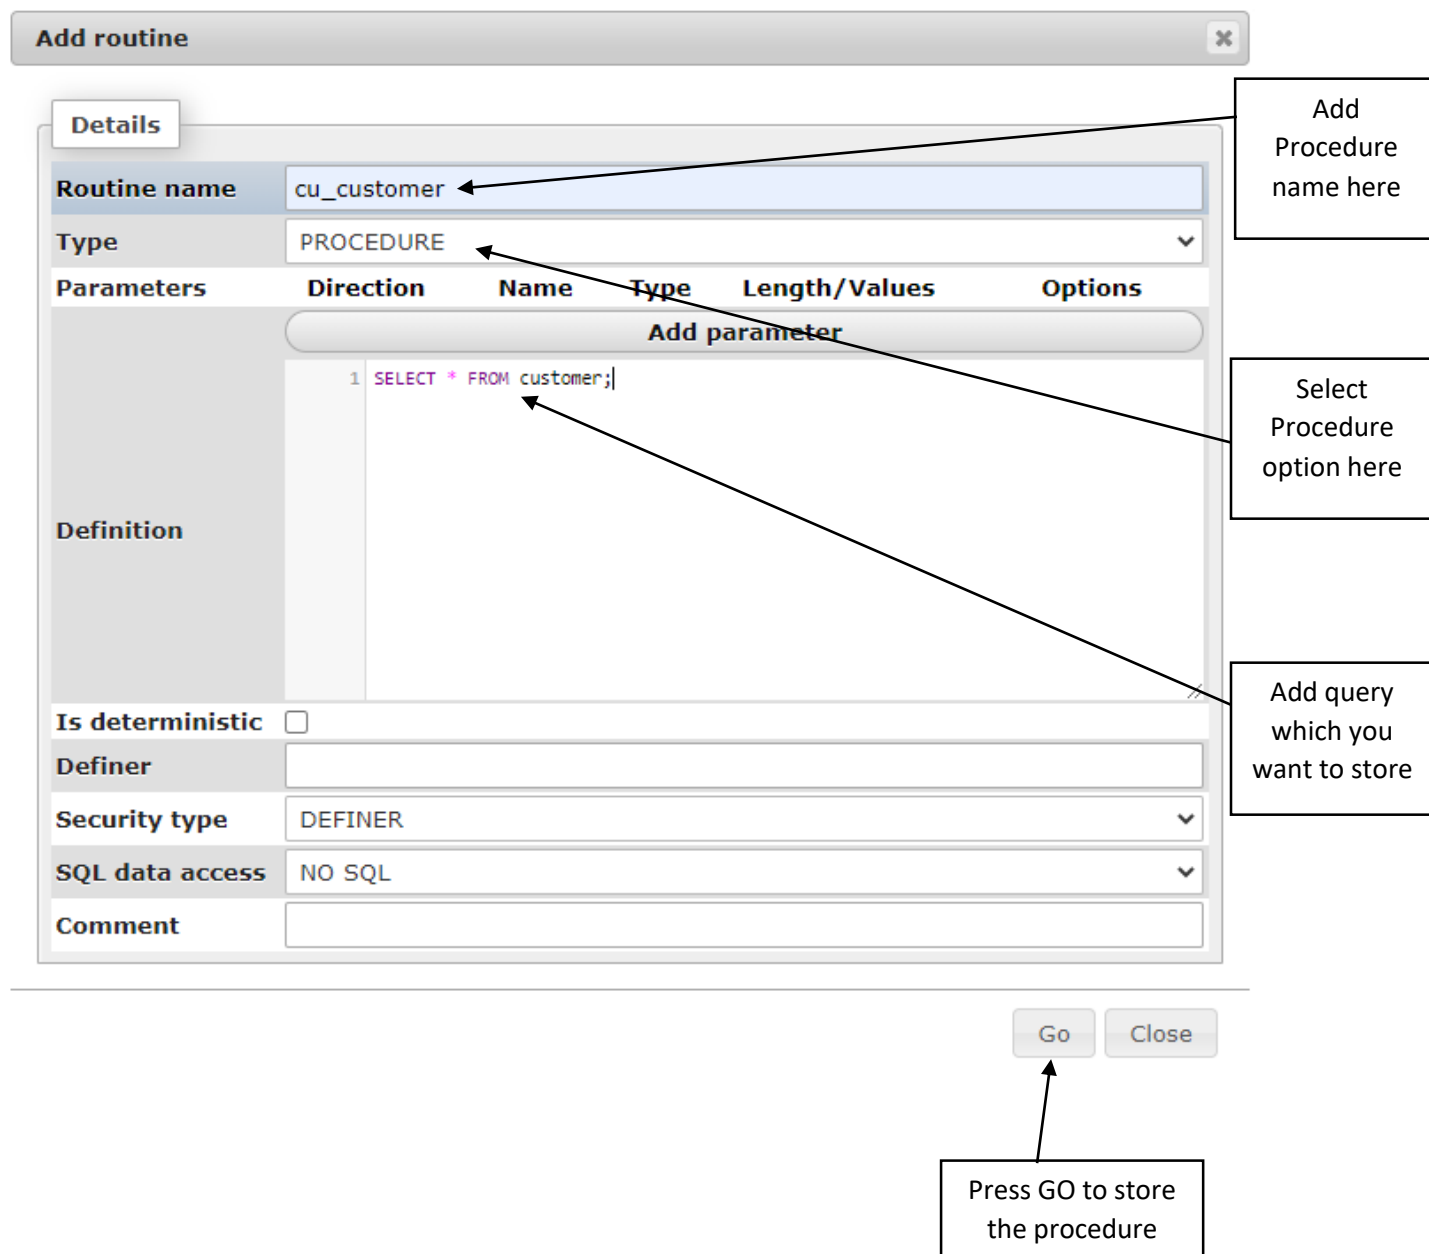 Add routine
Details
Routine name cu_customer
Type PROCEDURE
Parameters Direction Name Type Length/Values Options
Add parameter
Definition
1 SELECT * FROM customer;
Is deterministic
Definer
Security type DEFINER
SQL data access NO SQL
Comment
Go Close
Add
Procedure
name here
Select
Procedure
option here
Add query
which you
want to store
Press GO to store
the procedure